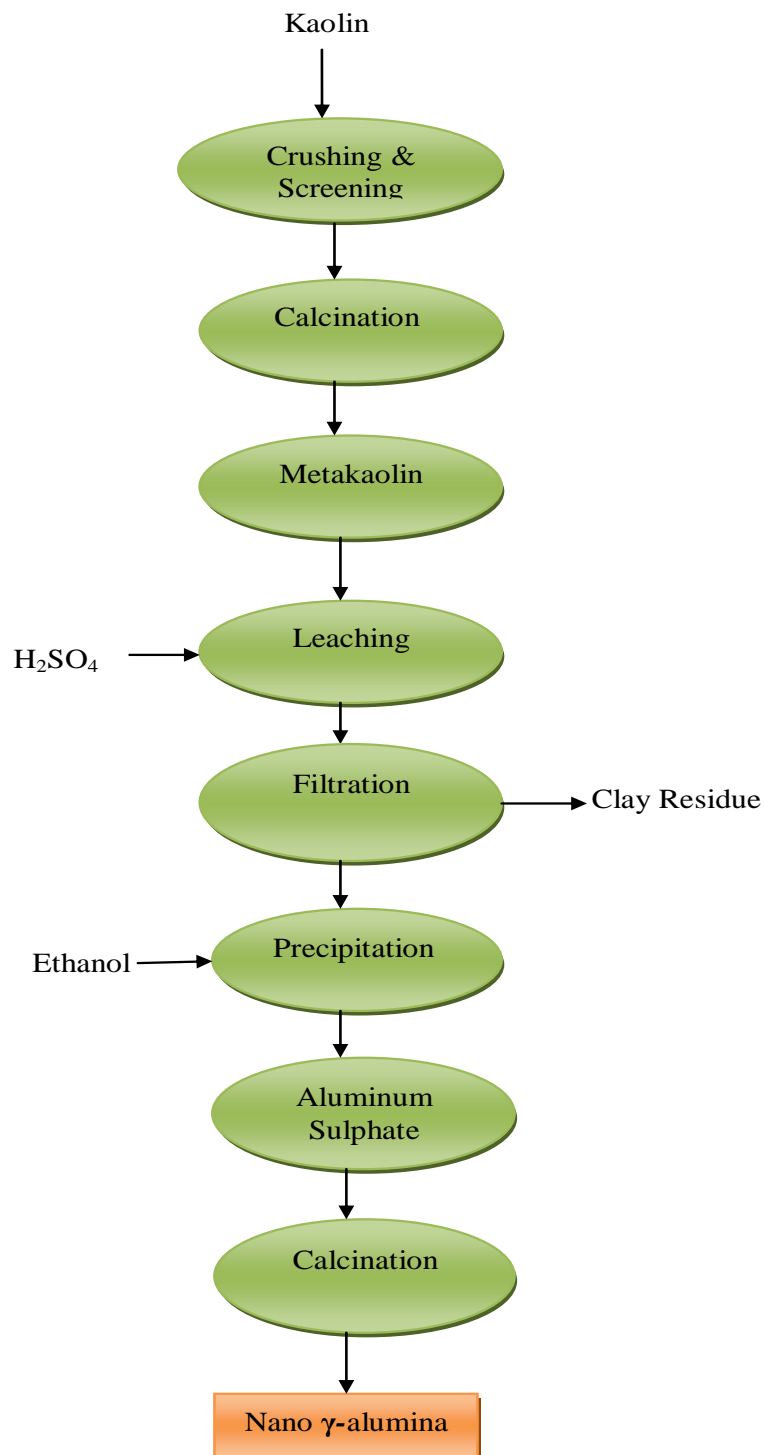 Kaolin
Crushing &
Screening
Calcination
Metakaolin
Leaching
H₂SO₄
Filtration
Clay Residue
Precipitation
Ethanol
Aluminum
Sulphate
Calcination
Nano γ-alumina